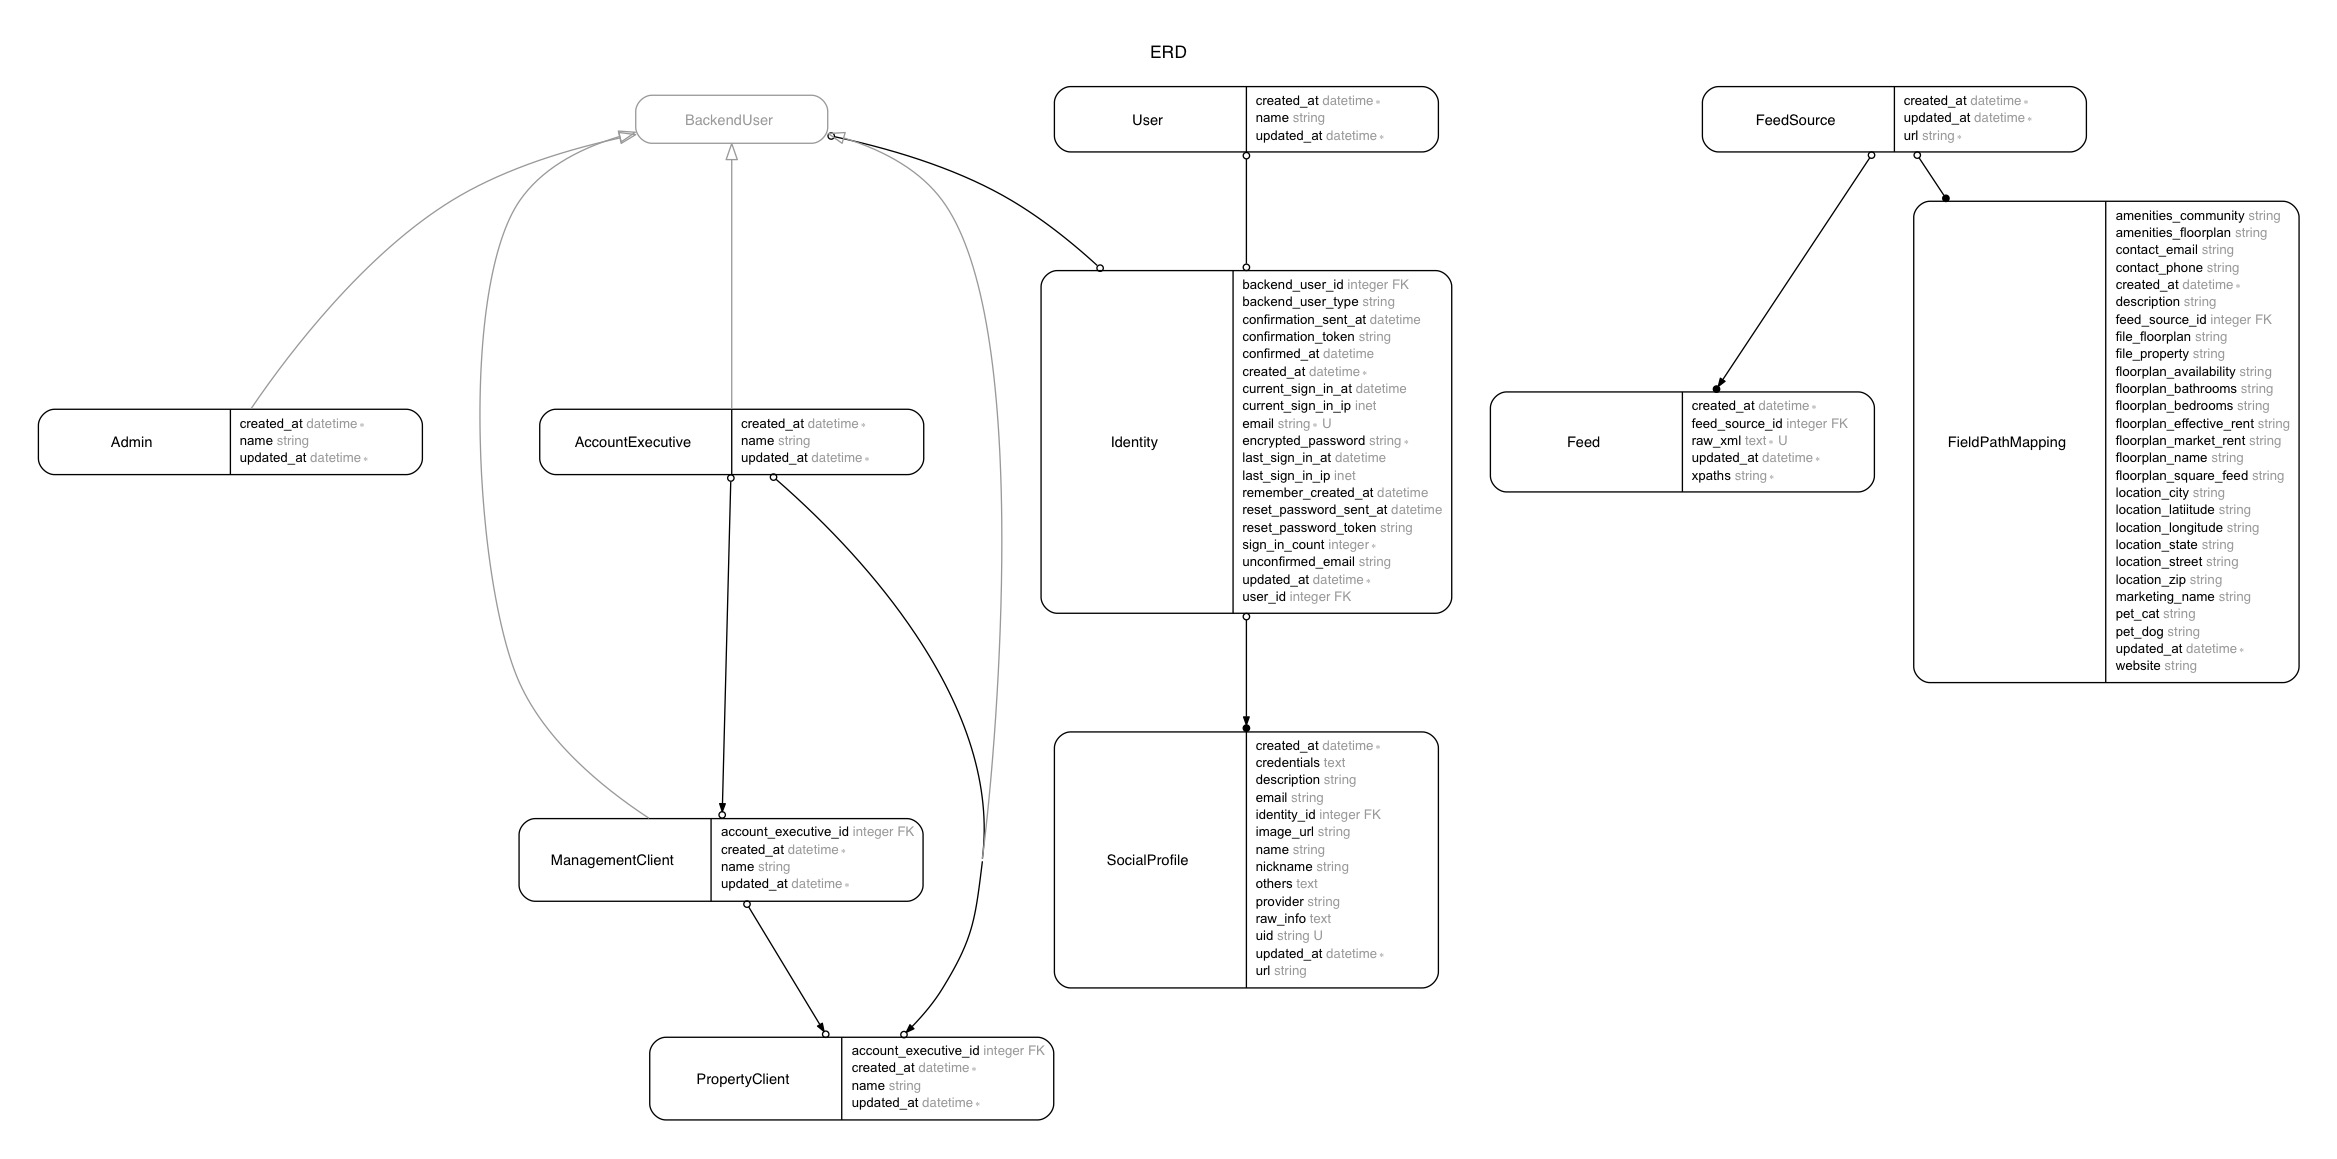 ERD
BackendUser
User
created_at datetime *
name string
updated_at datetime *
FeedSource
created_at datetime *
updated_at datetime *
url string *
Admin
created_at datetime *
name string
updated_at datetime *
AccountExecutive
created_at datetime *
name string
updated_at datetime *
Identity
backend_user_id integer FK
backend_user_type string
confirmation_sent_at datetime
confirmation_token string
confirmed_at datetime
created_at datetime *
current_sign_in_at datetime
current_sign_in_ip inet
email string * U
encrypted_password string *
last_sign_in_at datetime
last_sign_in_ip inet
remember_created_at datetime
reset_password_sent_at datetime
reset_password_token string
sign_in_count integer *
unconfirmed_email string
updated_at datetime *
user_id integer FK
Feed
created_at datetime *
feed_source_id integer FK
raw_xml text * U
updated_at datetime *
xpaths string *
FieldPathMapping
amenities_community string
amenities_floorplan string
contact_email string
contact_phone string
created_at datetime *
description string
feed_source_id integer FK
file_floorplan string
file_property string
floorplan_availability string
floorplan_bathrooms string
floorplan_bedrooms string
floorplan_effective_rent string
floorplan_market_rent string
floorplan_name string
floorplan_square_feed string
location_city string
location_latiitude string
location_longitude string
location_state string
location_street string
location_zip string
marketing_name string
pet_cat string
pet_dog string
updated_at datetime *
website string
ManagementClient
account_executive_id integer FK
created_at datetime *
name string
updated_at datetime *
SocialProfile
created_at datetime *
credentials text
description string
email string
identity_id integer FK
image_url string
name string
nickname string
others text
provider string
raw_info text
uid string U
updated_at datetime *
url string
PropertyClient
account_executive_id integer FK
created_at datetime *
name string
updated_at datetime *